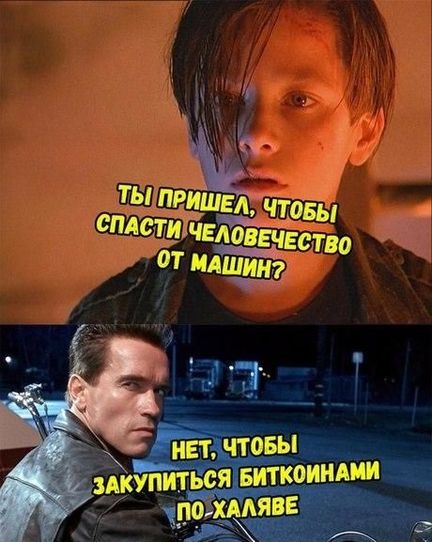 ТЫ ПРИШЕЛ, ЧТОБЫ
СПАСТИ ЧЕЛОВЕЧЕСТВО
ОТ МАШИН?
НЕТ, ЧТОБЫ
ЗАКУПИТЬСЯ БИТКОИНАМИ
ПО ХАЛЯВЕ